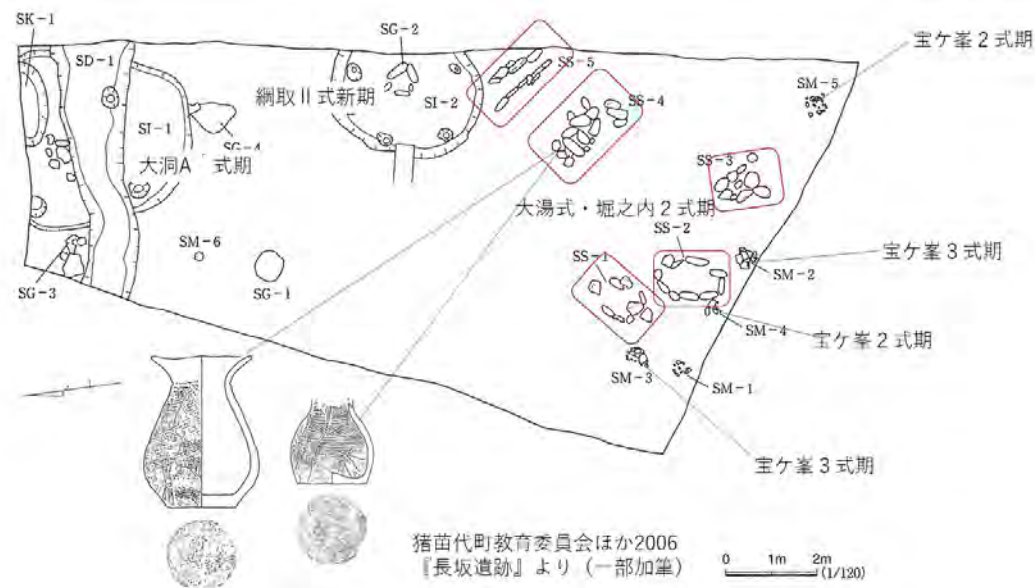 SK-1
SD-1
SI-1
SG-4
大洞A 式期
SG-3
SM-6
SG-1
SG-2
綱取Ⅱ式新期
SI-2
SS-5
SS-4
宝ケ峯2式期
SM-5
SS-3
大湯式・堀之内2式期
SS-2
SS-1
宝ケ峯3式期
SM-2
SM-4
宝ケ峯2式期
SM-3
SM-1
宝ケ峯3式期
猪苗代町教育委員会ほか2006
『長坂遺跡』より（一部加筆）
0 1m 2m
(1/120)